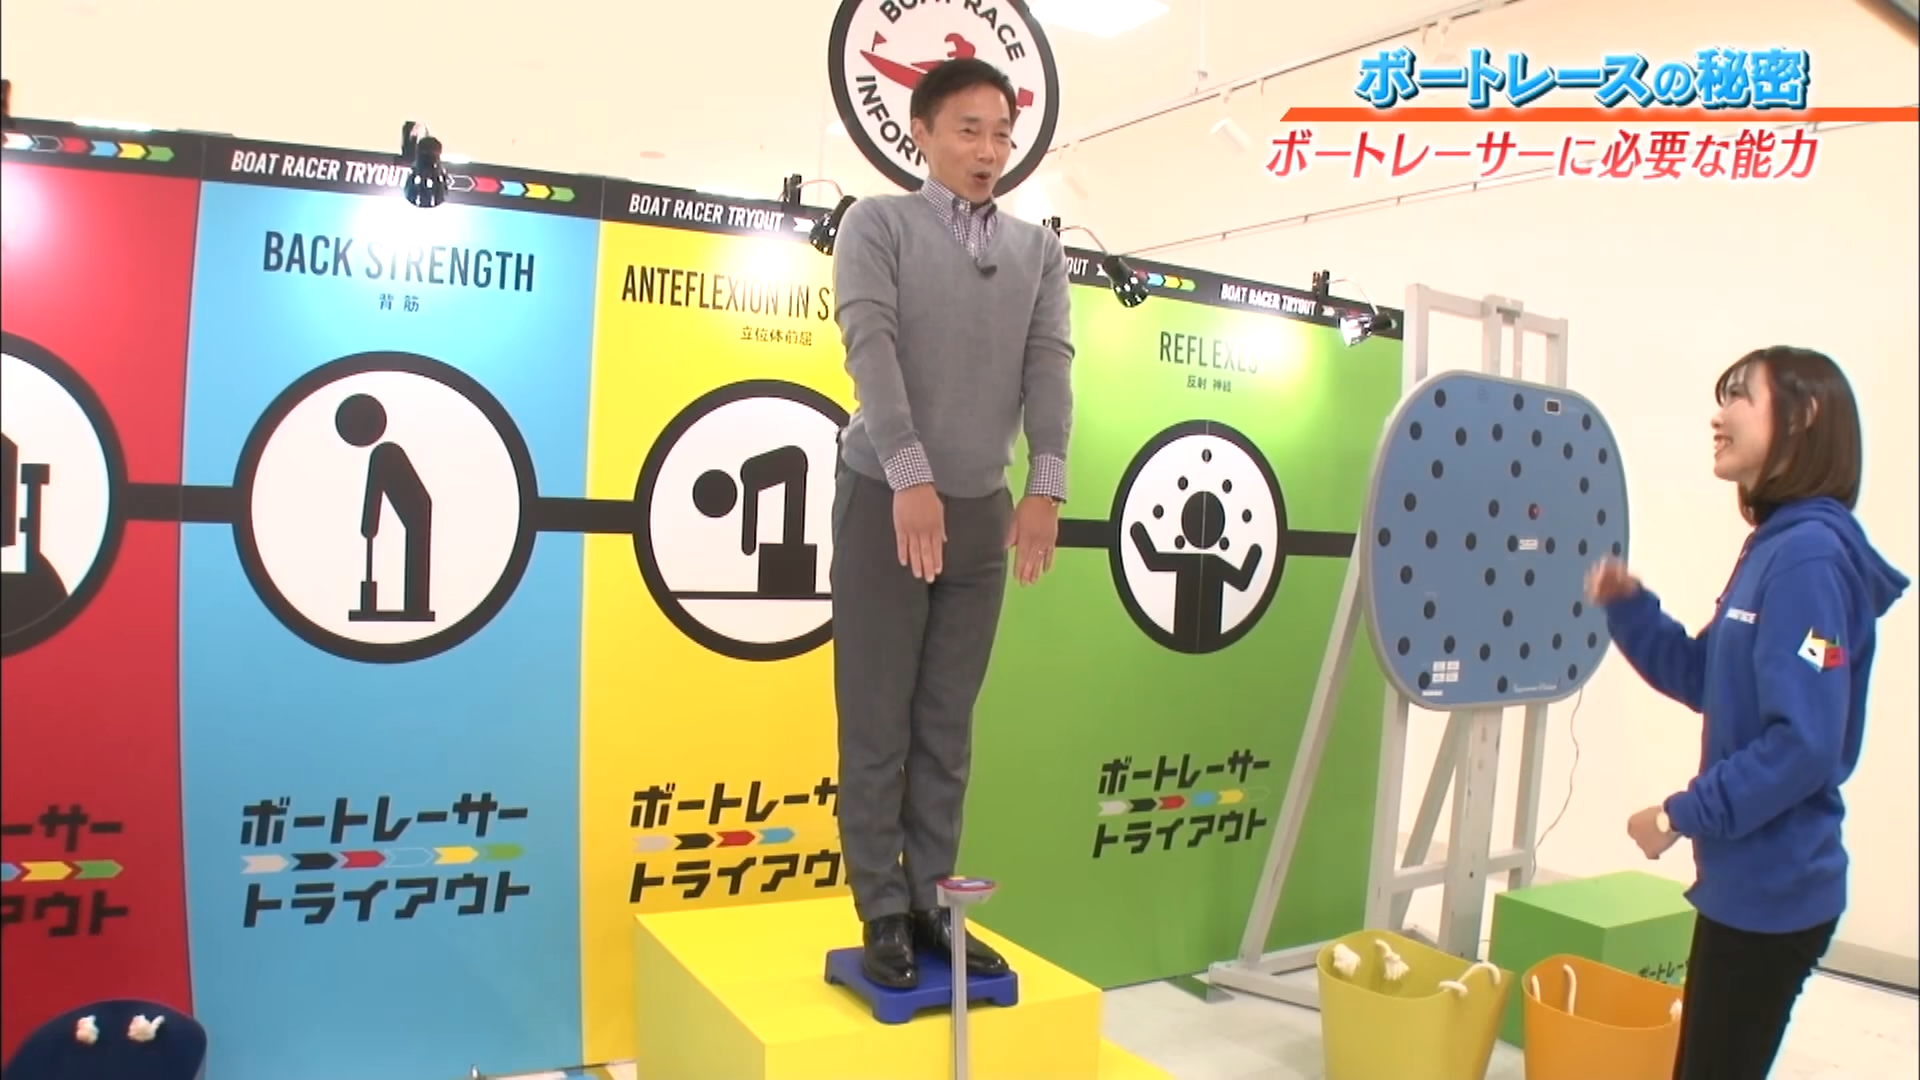 ボートレースの秘密
ボートレーサーに必要な能力
BOAT RACE
BOAT RACER TRYOUT
BOAT RACER TRYOUT
BOAT RACER TRYOUT
BACK STRENGTH
背筋
ANTEFLEXION IN
立位体前屈
REFLEXES
反射神経
ボートレーサー
トライアウト
ボートレーサー
トライアウト
ボートレーサー
トライアウト